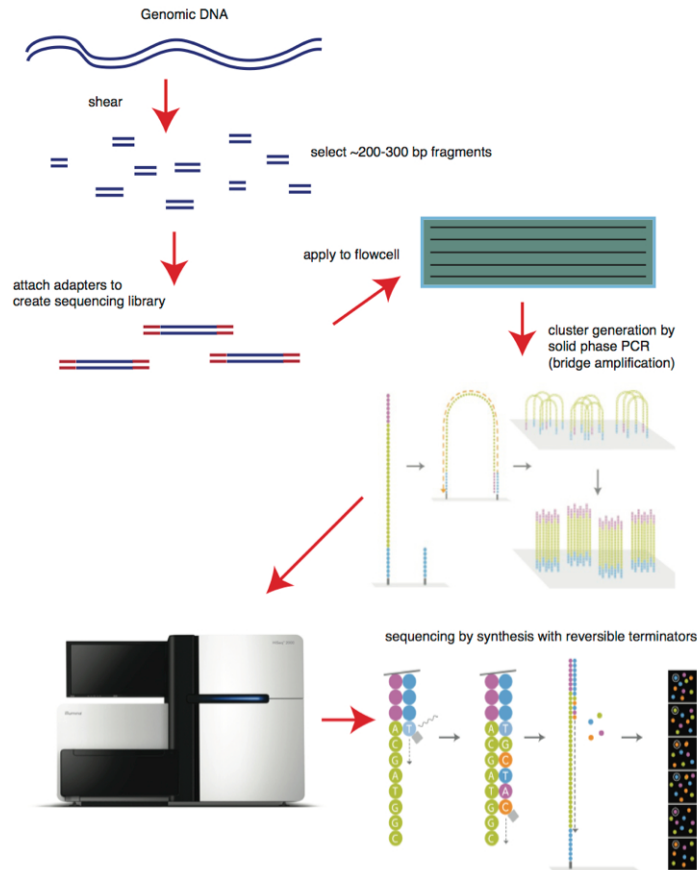 Genomic DNA
shear
select ~200-300 bp fragments
attach adapters to
create sequencing library
apply to flowcell
cluster generation by
solid phase PCR
(bridge amplification)
sequencing by synthesis with reversible terminators
A T
C
G
A
T
G
G
C
A T
C G
G C
A T
T A
G C
G
C